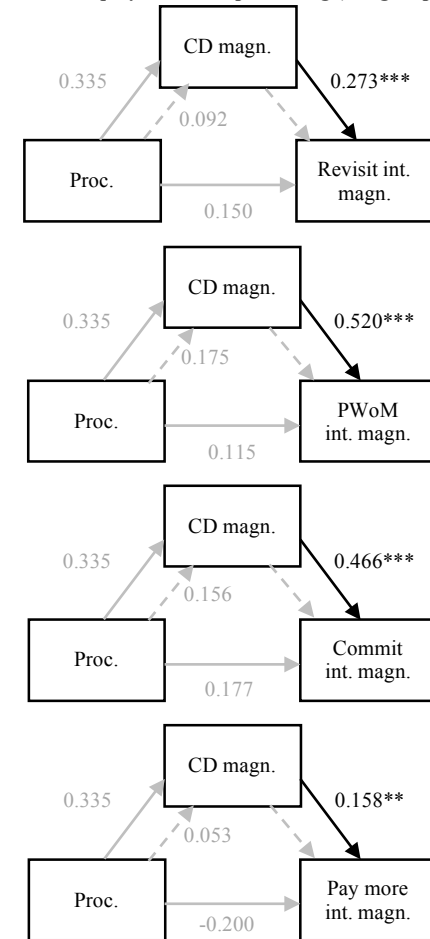 CD magn.
0.335
0.273***
0.092
Proc.
Revisit int.
magn.
0.150
CD magn.
0.335
0.520***
0.175
Proc.
PWoM
int. magn.
0.115
CD magn.
0.335
0.466***
0.156
Proc.
Commit
int. magn.
0.177
CD magn.
0.335
0.158**
0.053
Proc.
Pay more
int. magn.
-0.200